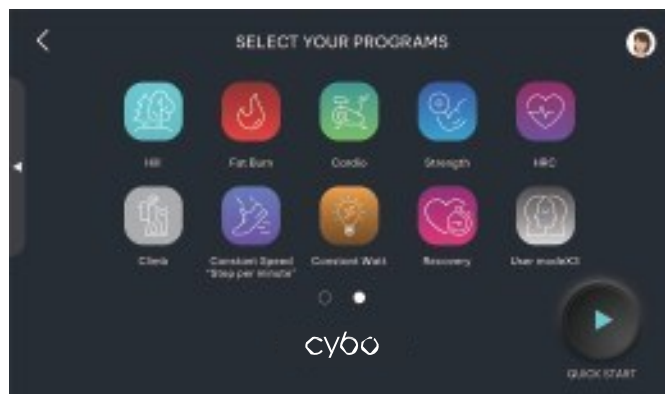 SELECT YOUR PROGRAMS
Hill
Fat Burn
Cardio
Strength
HRC
Climb
Constant Speed
"Step per minute"
Constant Watt
Recovery
User modeX3
cybo
QUICK START